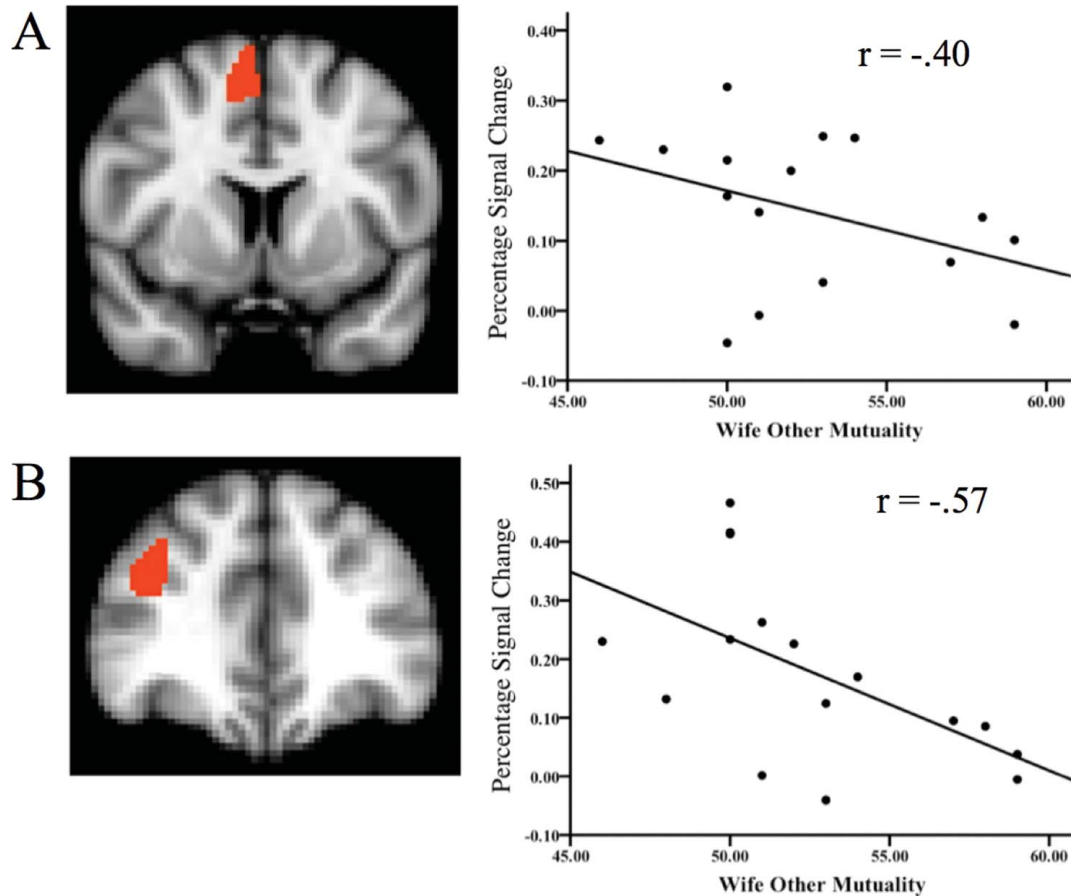 A
r = -.40
Percentage Signal Change
0.40
0.30
0.20
0.10
0.00
-0.10
45.00 50.00 55.00 60.00
Wife Other Mutuality
B
r = -.57
Percentage Signal Change
0.50
0.40
0.30
0.20
0.10
0.00
-0.10
45.00 50.00 55.00 60.00
Wife Other Mutuality